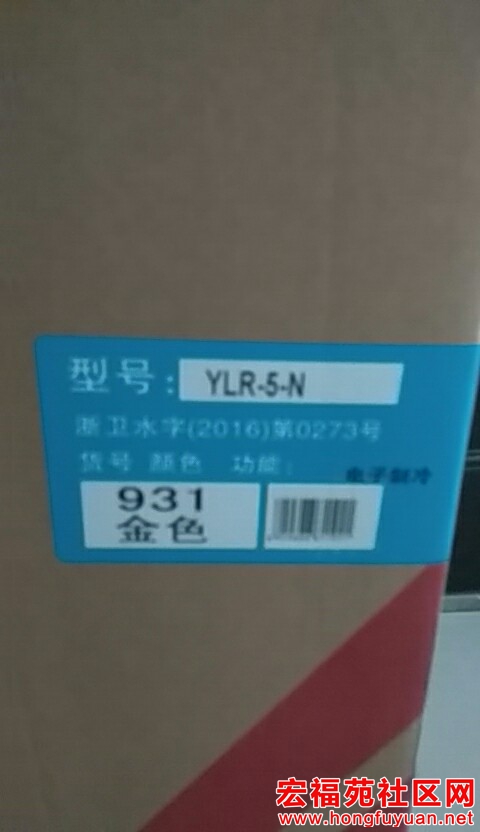 型号: YLR-5-N
浙卫水字(2016)第0273号
货号 颜色 功能: 电子制冷
931
金色
宏福苑社区网
www.hongfuyuan.net